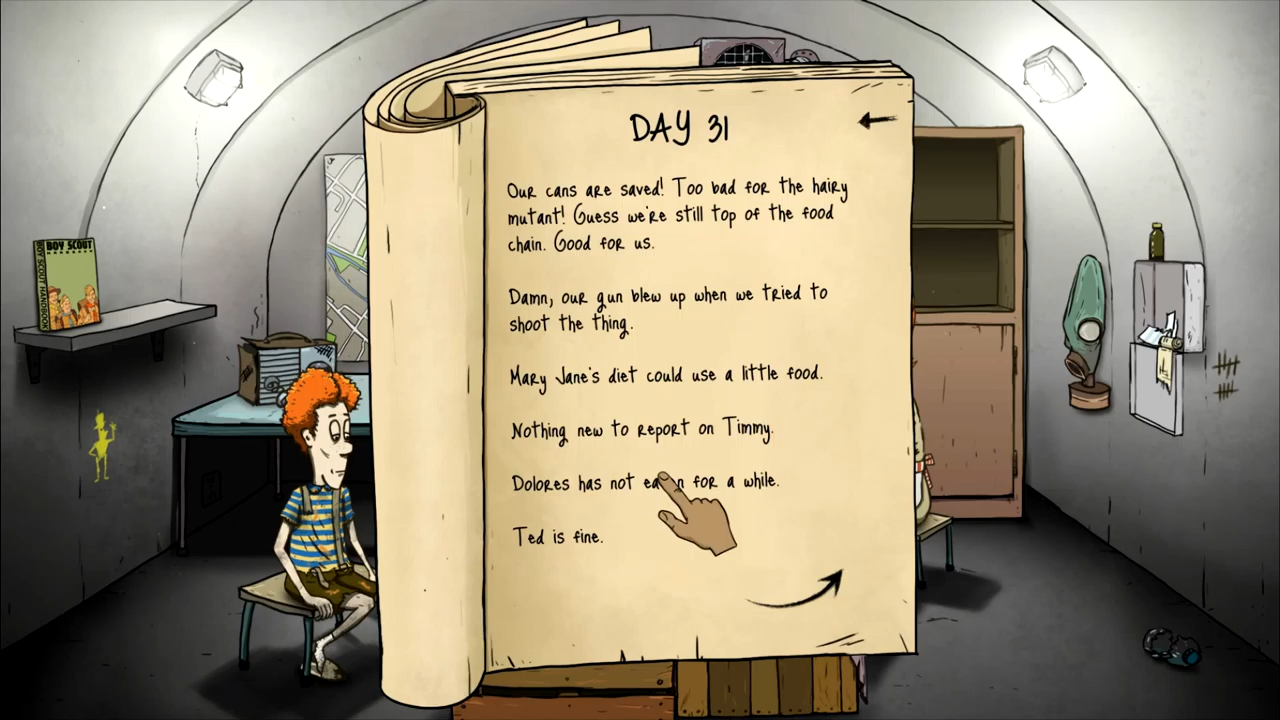 DAY 31
Our cans are saved! Too bad for the hairy
mutant! Guess we're still top of the food
chain. Good for us.
Damn, our gun blew up when we tried to
shoot the thing.
Mary Jane's diet could use a little food.
Nothing new to report on Timmy.
Dolores has not for a while.
Ted is fine.
BOY SCOUT
BOY SCOUT HANDBOOK